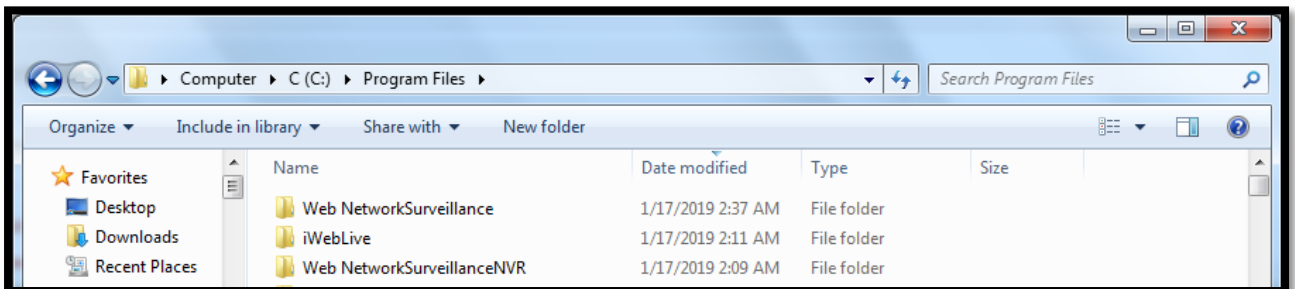 Computer C (C:) Program Files Search Program Files
Organize Include in library Share with New folder
Favorites
Desktop
Downloads
Recent Places
Name Date modified Type Size
Web NetworkSurveillance 1/17/2019 2:37 AM File folder
iWebLive 1/17/2019 2:11 AM File folder
Web NetworkSurveillanceNVR 1/17/2019 2:09 AM File folder